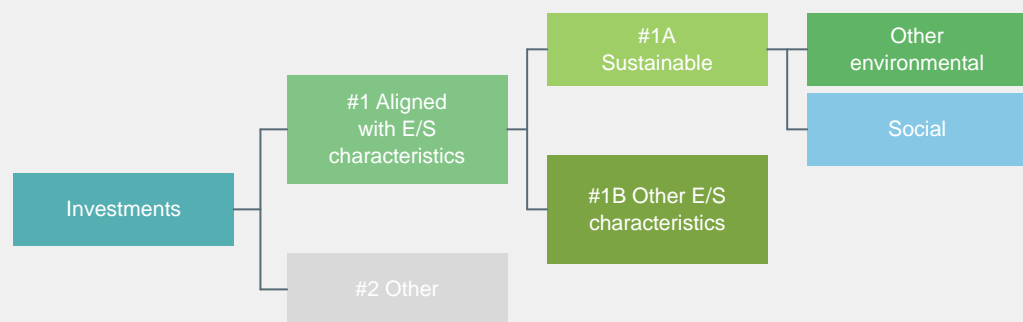 Investments
#1 Aligned
with E/S
characteristics
#2 Other
#1A
Sustainable
#1B Other E/S
characteristics
Other
environmental
Social